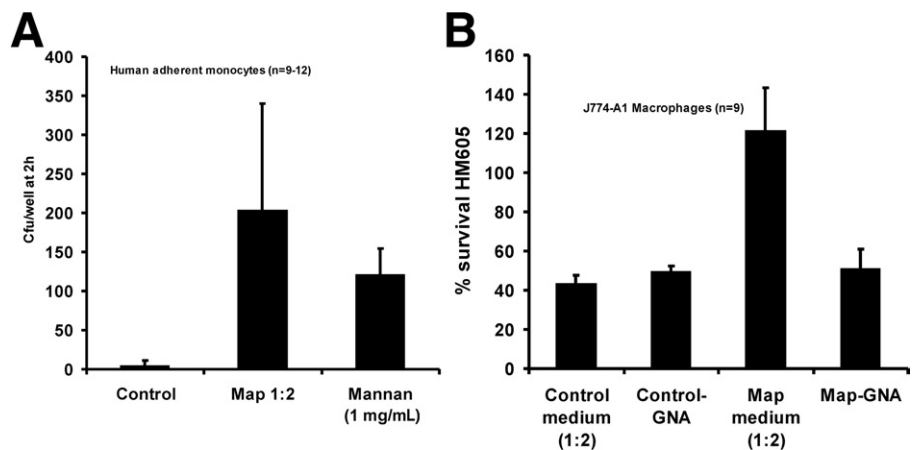 A
Human adherent monocytes (n=9-12)
Cfu/well at 2h
400
350
300
250
200
150
100
50
0
Control
Map 1:2
Mannan
(1 mg/mL)
B
J774-A1 Macrophages (n=9)
% survival HM605
160
140
120
100
80
60
40
20
0
Control
medium
(1:2)
Control-
GNA
Map
medium
(1:2)
Map-GNA